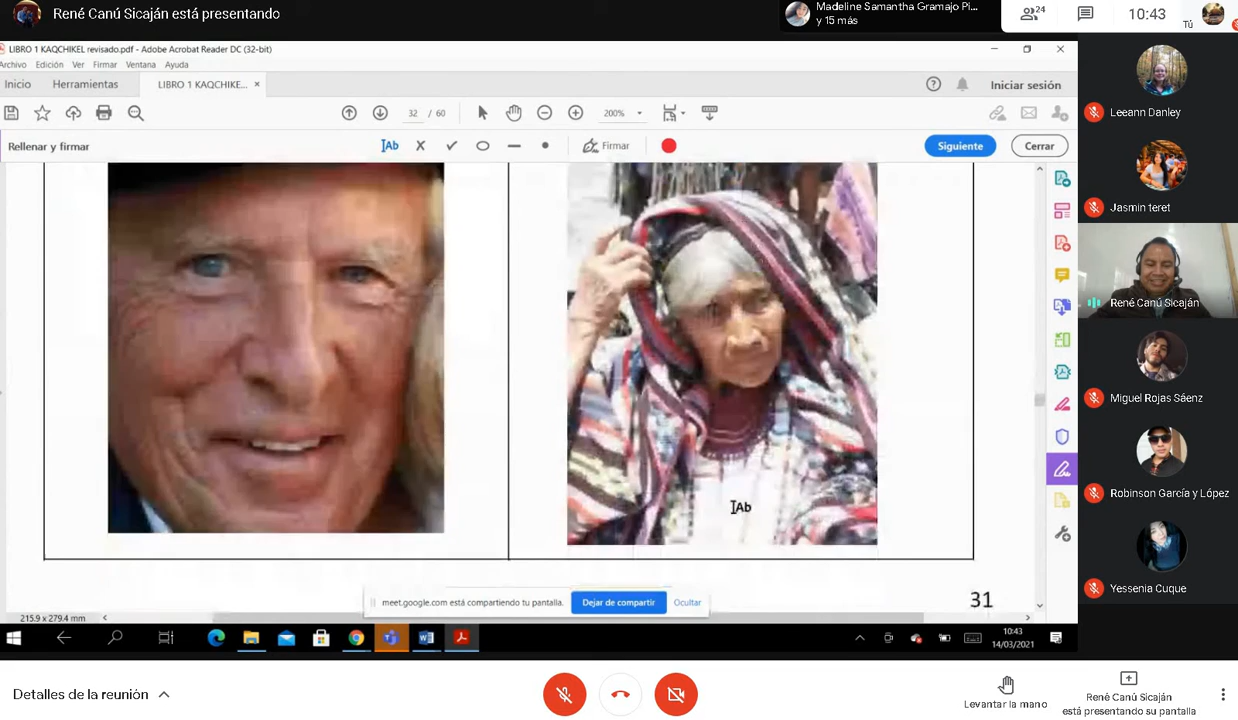 René Canú Sicaján está presentando
Madeline Samantha Gramajo Pi...
y 15 más
24
10:43
Tú
LIBRO 1 KAQCHIKEL revisado.pdf - Adobe Acrobat Reader DC (32-bit)
Archivo Edición Ver Firmar Ventana Ayuda
Inicio Herramientas LIBRO 1 KAQCHIKE... ×
Iniciar sesión
32 / 60
200%
Rellenar y firmar
IAb
Firmar
Siguiente
Cerrar
Leeann Danley
Jasmin teret
René Canú Sicaján
Miguel Rojas Sáenz
Robinson García y López
Yessenia Cuque
IAb
31
meet.google.com está compartiendo tu pantalla.
Dejar de compartir
Ocultar
215.9 x 279.4 mm
10:43
14/03/2021
Detalles de la reunión
Levantar la mano
René Canú Sicaján
está presentando su pantalla